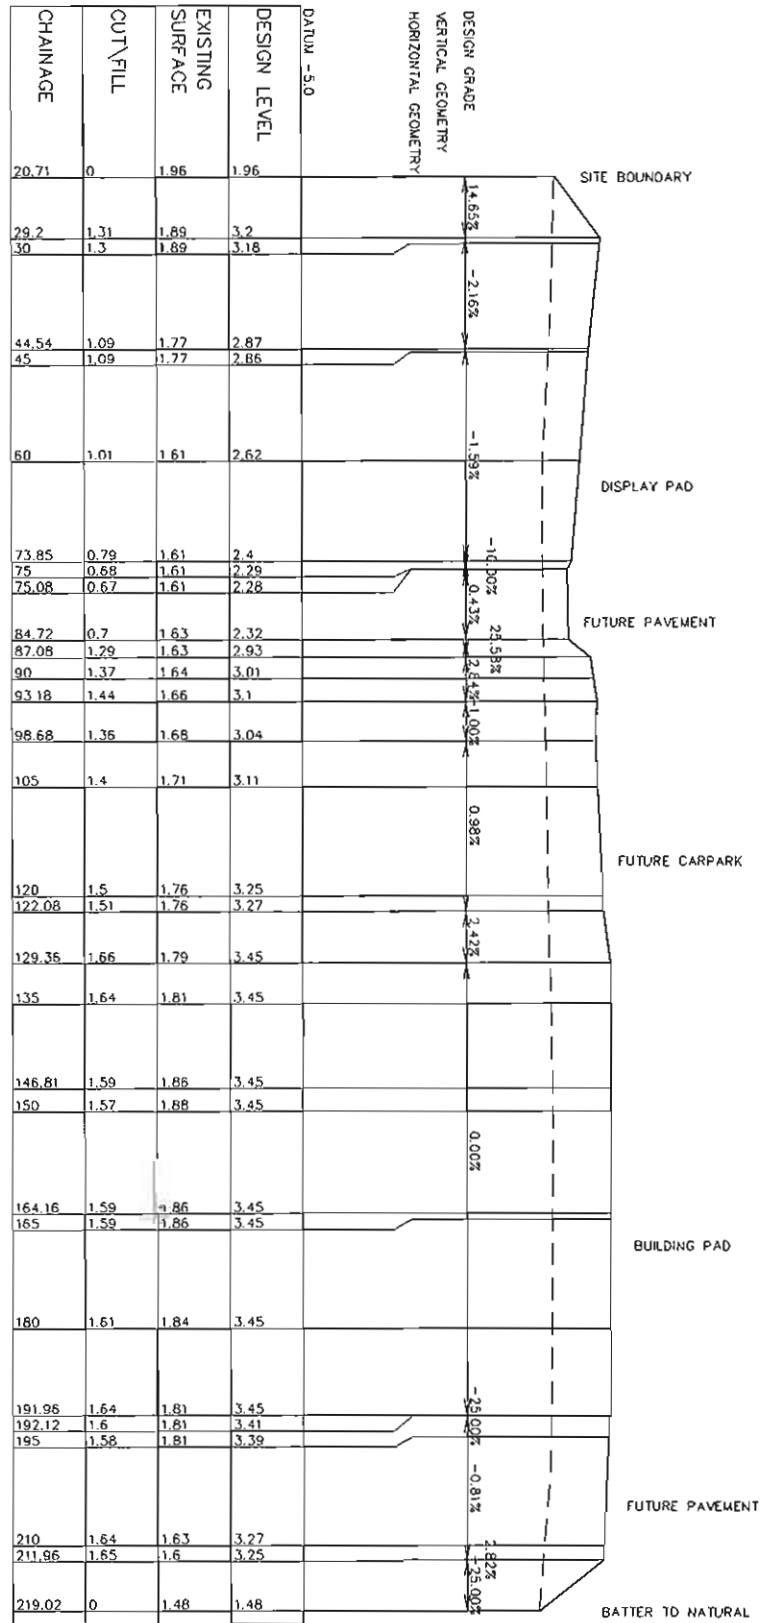 DATUM -5.0
DESIGN GRADE
VERTICAL GEOMETRY
HORIZONTAL GEOMETRY
CHAINAGE CUT\FILL EXISTING SURFACE DESIGN LEVEL
20.71 0 1.96 1.96
SITE BOUNDARY
14.65%
29.2 1.31 1.89 3.2
30 1.3 1.89 3.18
-2.16%
44.54 1.09 1.77 2.87
45 1.09 1.77 2.86
-1.59%
60 1.01 1.61 2.62
DISPLAY PAD
73.85 0.79 1.61 2.4
-10.00%
75 0.68 1.61 2.29
75.08 0.67 1.61 2.28
0.43%
FUTURE PAVEMENT
84.72 0.7 1.63 2.32
25.58%
87.08 1.29 1.63 2.93
2.84%
90 1.37 1.64 3.01
93.18 1.44 1.66 3.1
-1.00%
98.68 1.36 1.68 3.04
105 1.4 1.71 3.11
0.98%
FUTURE CARPARK
120 1.5 1.76 3.25
122.08 1.51 1.76 3.27
2.42%
129.36 1.66 1.79 3.45
135 1.64 1.81 3.45
146.81 1.59 1.86 3.45
150 1.57 1.88 3.45
0.00%
164.16 1.59 1.86 3.45
165 1.59 1.86 3.45
BUILDING PAD
180 1.61 1.84 3.45
191.96 1.64 1.81 3.45
-25.00%
192.12 1.6 1.81 3.41
195 1.58 1.81 3.39
-0.81%
FUTURE PAVEMENT
210 1.64 1.63 3.27
2.82%
211.96 1.65 1.6 3.25
-25.00%
219.02 0 1.48 1.48
BATTER TO NATURAL